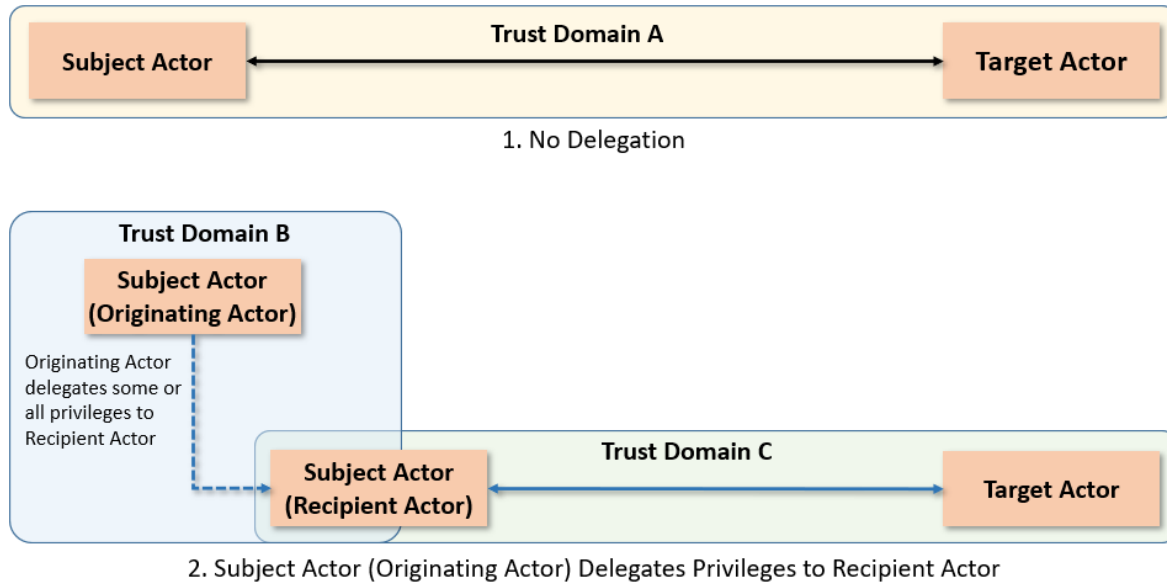 Trust Domain A
Subject Actor
Target Actor
1. No Delegation
Trust Domain B
Subject Actor
(Originating Actor)
Originating Actor
delegates some or
all privileges to
Recipient Actor
Trust Domain C
Subject Actor
(Recipient Actor)
Target Actor
2. Subject Actor (Originating Actor) Delegates Privileges to Recipient Actor